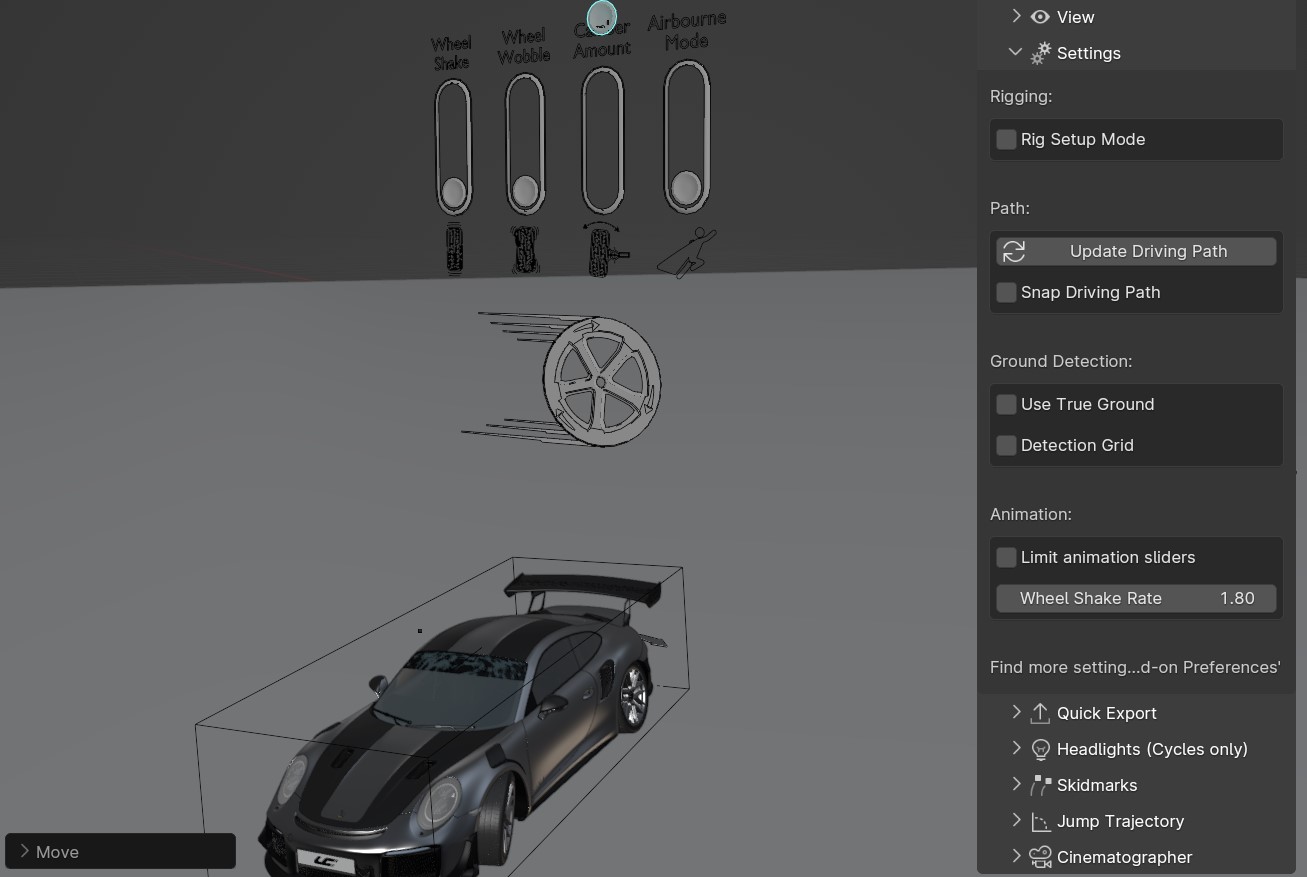 View
Settings
Rigging:
Rig Setup Mode
Path:
Update Driving Path
Snap Driving Path
Ground Detection:
Use True Ground
Detection Grid
Animation:
Limit animation sliders
Wheel Shake Rate 1.80
Find more setting...d-on Preferences'
Quick Export
Headlights (Cycles only)
Skidmarks
Jump Trajectory
Cinematographer
Wheel
Shake
Wheel
Wobble
Amount
Airbourne
Mode
Move